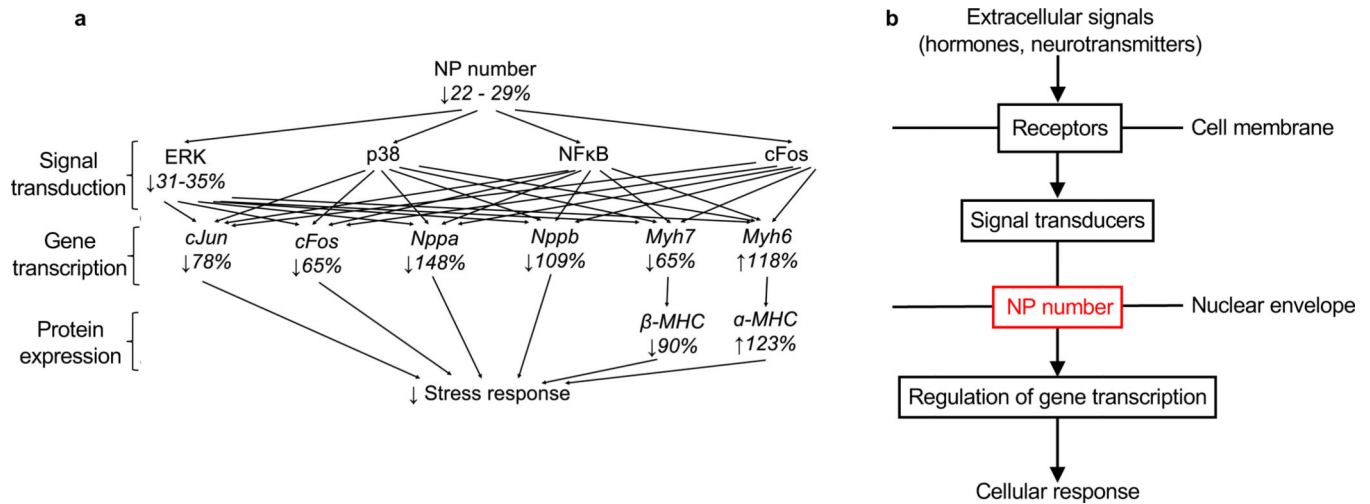 a
NP number
↓22 - 29%
Signal
transduction
ERK
p38
NFκB
cFos
↓31-35%
Gene
transcription
cJun
cFos
Nppa
Nppb
Myh7
Myh6
↓78%
↓65%
↓148%
↓109%
↓65%
↑118%
Protein
expression
β-MHC
α-MHC
↓90%
↑123%
↓ Stress response
b
Extracellular signals
(hormones, neurotransmitters)
Receptors
Cell membrane
Signal transducers
NP number
Nuclear envelope
Regulation of gene transcription
Cellular response